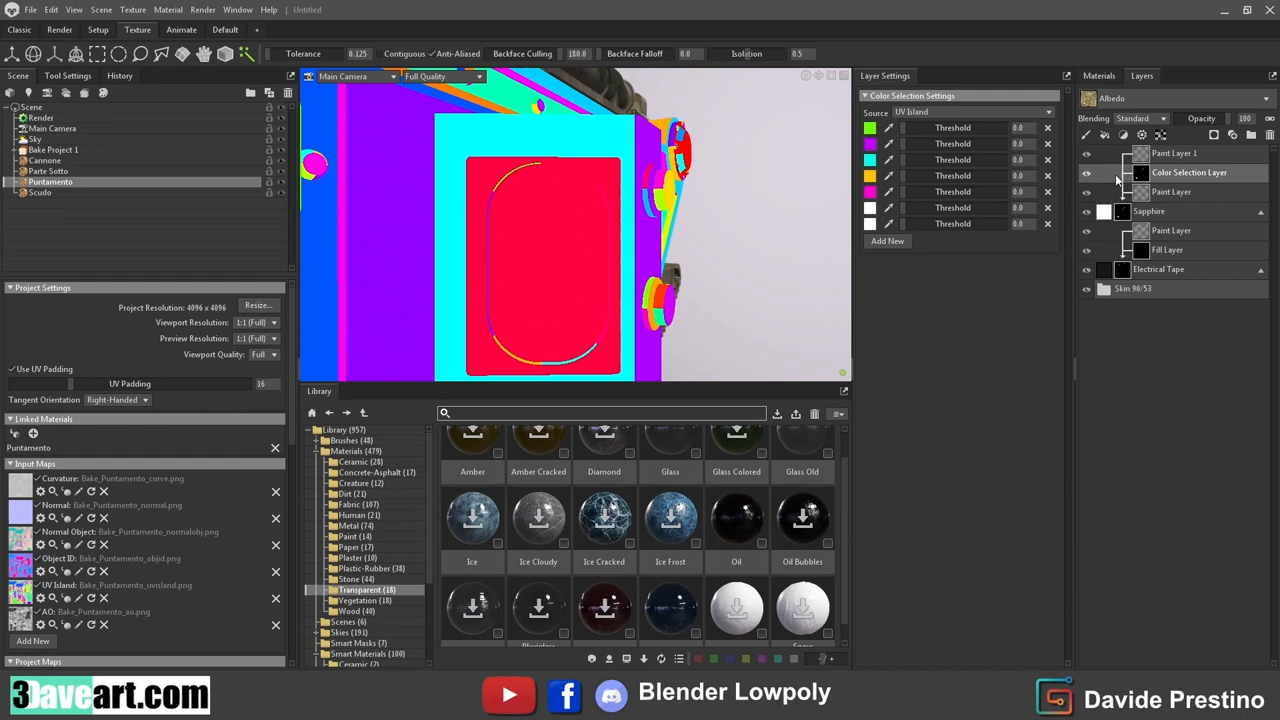 File Edit View Scene Texture Material Render Window Help Untitled
Classic Render Setup Texture Animate Default +
Tolerance 0.125 Contiguous Anti-Aliased Backface Culling 180.0 Backface Falloff 0.0 Isolation 0.5
Scene Tool Settings History
Scene
Render
Main Camera
Sky
Bake Project 1
Cannone
Parte Sotto
Puntamento
Scudo
Project Settings
Project Resolution: 4096 x 4096 Resize...
Viewport Resolution: 1:1 (Full)
Preview Resolution: 1:1 (Full)
Viewport Quality: Full
Use UV Padding
UV Padding 16
Tangent Orientation Right-Handed
Linked Materials
Puntamento
Input Maps
Curvature: Bake_Puntamento_curve.png
Normal: Bake_Puntamento_normal.png
Normal Object: Bake_Puntamento_normalobj.png
Object ID: Bake_Puntamento_objid.png
UV Island: Bake_Puntamento_uvisland.png
AO: Bake_Puntamento_ao.png
Add New
Project Maps
Main Camera Full Quality
Library
Library (957)
Brushes (48)
Materials (479)
Ceramic (28)
Concrete-Asphalt (17)
Creature (12)
Dirt (21)
Fabric (107)
Human (21)
Metal (74)
Paint (14)
Paper (17)
Plaster (10)
Plastic-Rubber (38)
Stone (44)
Transparent (18)
Vegetation (18)
Wood (40)
Scenes (6)
Skies (191)
Smart Masks (7)
Smart Materials (100)
Ceramic (2)
Amber Amber Cracked Diamond Glass Glass Colored Glass Old
Ice Ice Cloudy Ice Cracked Ice Frost Oil Oil Bubbles
Layer Settings
Color Selection Settings
Source UV Island
Threshold 0.0
Threshold 0.0
Threshold 0.0
Threshold 0.0
Threshold 0.0
Threshold 0.0
Threshold 0.0
Add New
Materials Layers
Albedo
Blending Standard Opacity 100
Paint Layer 1
Color Selection Layer
Paint Layer
Sapphire
Paint Layer
Fill Layer
Electrical Tape
Skin 90/53
3Daveart.com
Blender Lowpoly
Davide Prestino